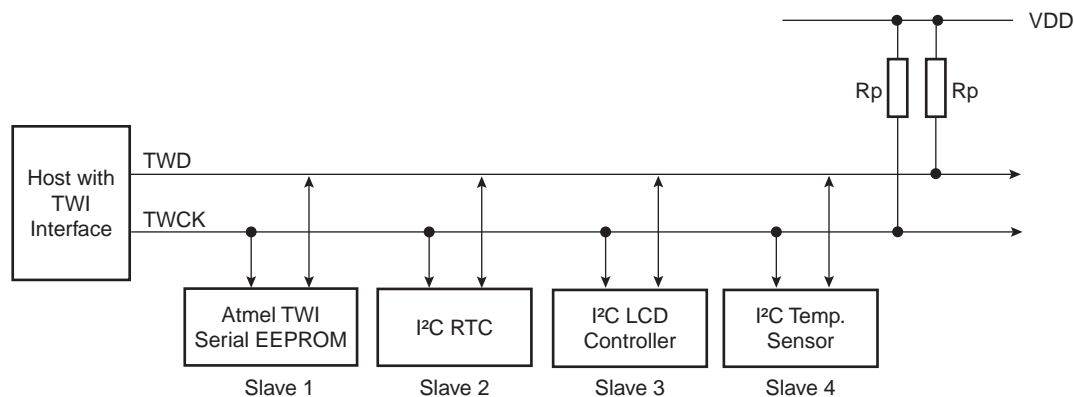 VDD
Rp
Rp
Host with
TWI
Interface
TWD
TWCK
Atmel TWI
Serial EEPROM
I²C RTC
I²C LCD
Controller
I²C Temp.
Sensor
Slave 1
Slave 2
Slave 3
Slave 4